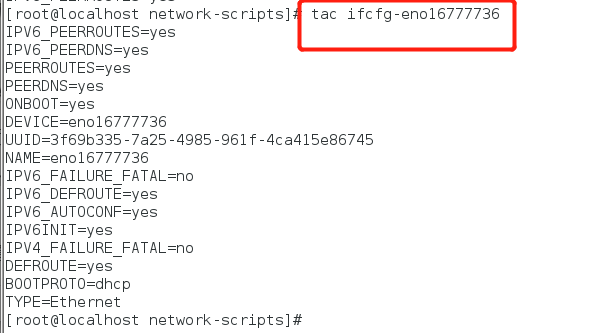 IPV6_PEERROUTES=yes
[root@localhost network-scripts]# tac ifcfg-eno16777736
IPV6_PEERROUTES=yes
IPV6_PEERDNS=yes
PEERROUTES=yes
PEERDNS=yes
ONBOOT=yes
DEVICE=eno16777736
UUID=3f69b335-7a25-4985-961f-4ca415e86745
NAME=eno16777736
IPV6_FAILURE_FATAL=no
IPV6_DEFROUTE=yes
IPV6_AUTOCONF=yes
IPV6INIT=yes
IPV4_FAILURE_FATAL=no
DEFROUTE=yes
BOOTPROTO=dhcp
TYPE=Ethernet
[root@localhost network-scripts]#